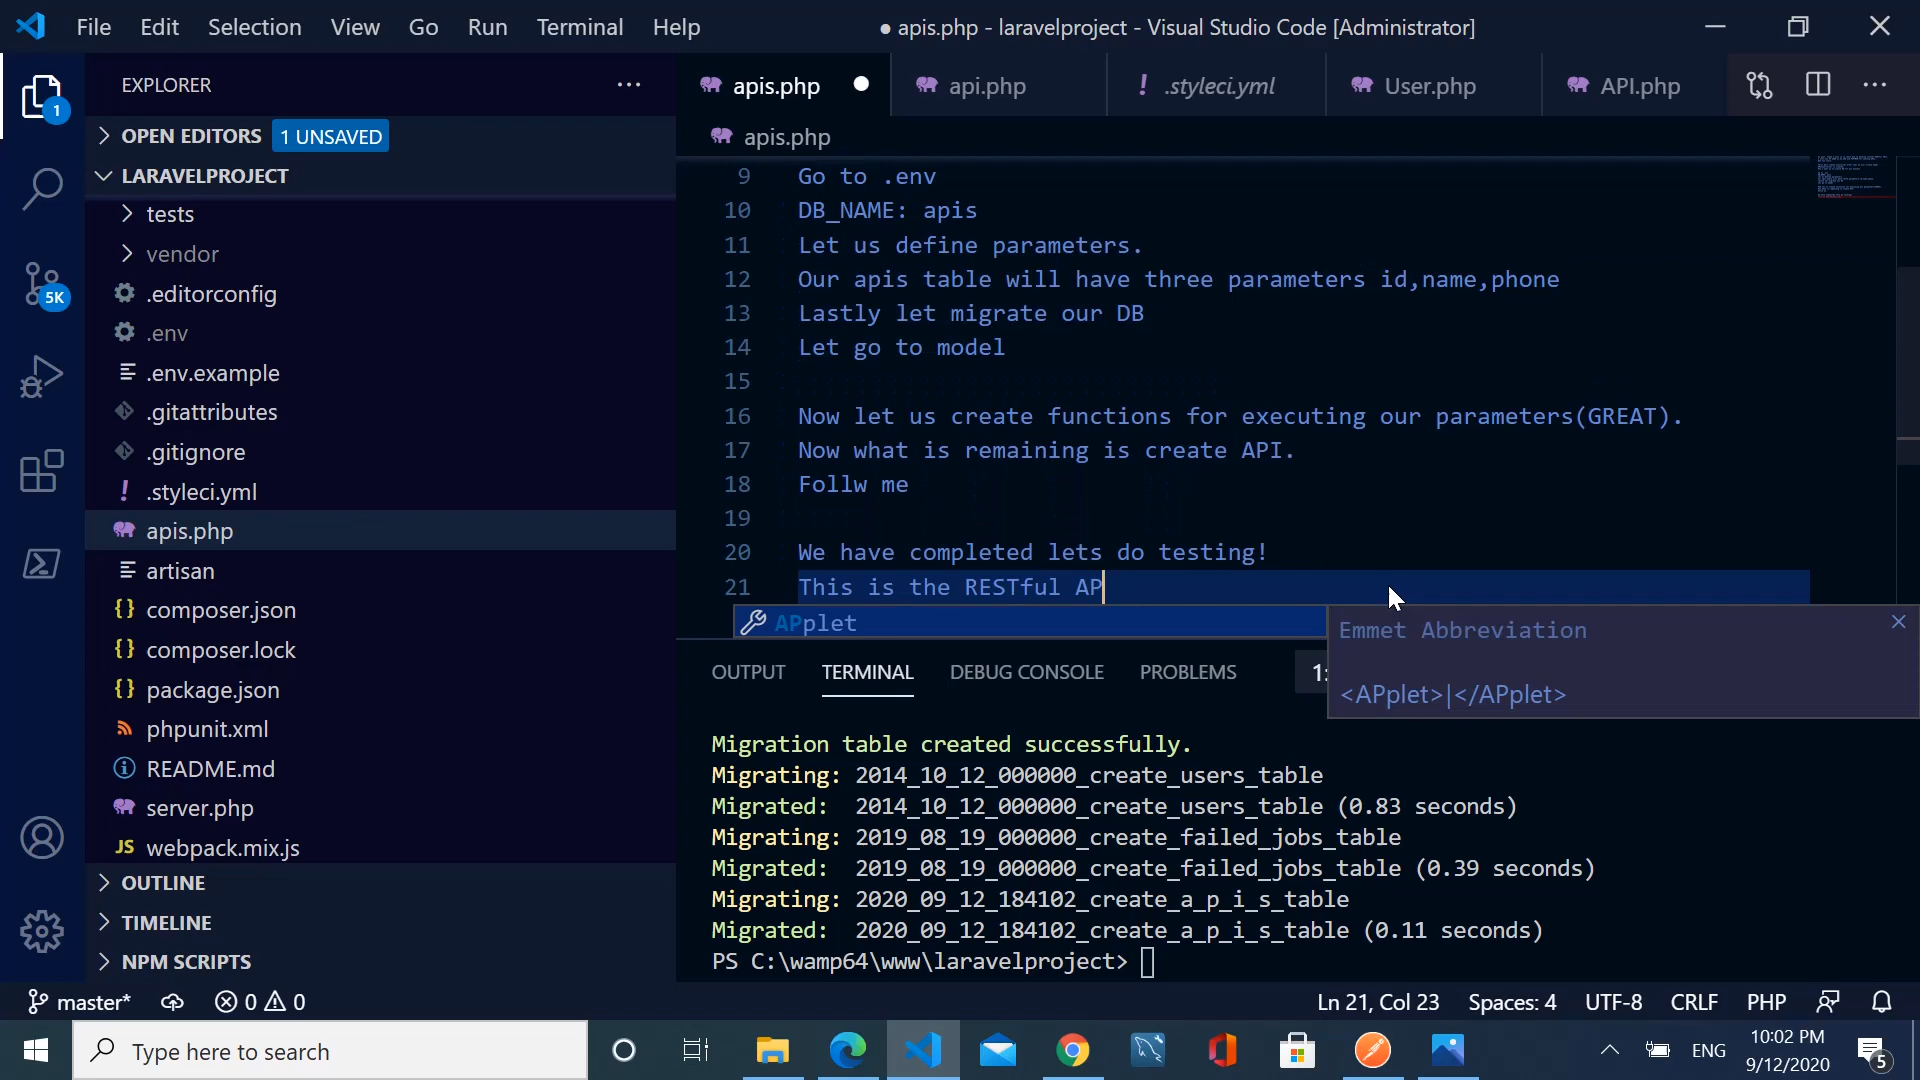 File Edit Selection View Go Run Terminal Help
● apis.php - laravelproject - Visual Studio Code [Administrator]
EXPLORER
apis.php
api.php
.styleci.yml
User.php
API.php
1
OPEN EDITORS 1 UNSAVED
LARAVELPROJECT
tests
vendor
.editorconfig
.env
.env.example
.gitattributes
.gitignore
.styleci.yml
apis.php
artisan
composer.json
composer.lock
package.json
phpunit.xml
README.md
server.php
JS webpack.mix.js
OUTLINE
TIMELINE
NPM SCRIPTS
5K
apis.php
9 Go to .env
10 DB_NAME: apis
11 Let us define parameters.
12 Our apis table will have three parameters id,name,phone
13 Lastly let migrate our DB
14 Let go to model
15
16 Now let us create functions for executing our parameters(GREAT).
17 Now what is remaining is create API.
18 Follw me
19
20 We have completed lets do testing!
21 This is the RESTful AP
APplet
Emmet Abbreviation
<APplet>|</APplet>
OUTPUT TERMINAL DEBUG CONSOLE PROBLEMS 1:
Migration table created successfully.
Migrating: 2014_10_12_000000_create_users_table
Migrated: 2014_10_12_000000_create_users_table (0.83 seconds)
Migrating: 2019_08_19_000000_create_failed_jobs_table
Migrated: 2019_08_19_000000_create_failed_jobs_table (0.39 seconds)
Migrating: 2020_09_12_184102_create_a_p_i_s_table
Migrated: 2020_09_12_184102_create_a_p_i_s_table (0.11 seconds)
PS C:\wamp64\www\laravelproject>
master* 0 0
Ln 21, Col 23 Spaces: 4 UTF-8 CRLF PHP
Type here to search
ENG
10:02 PM
9/12/2020
5